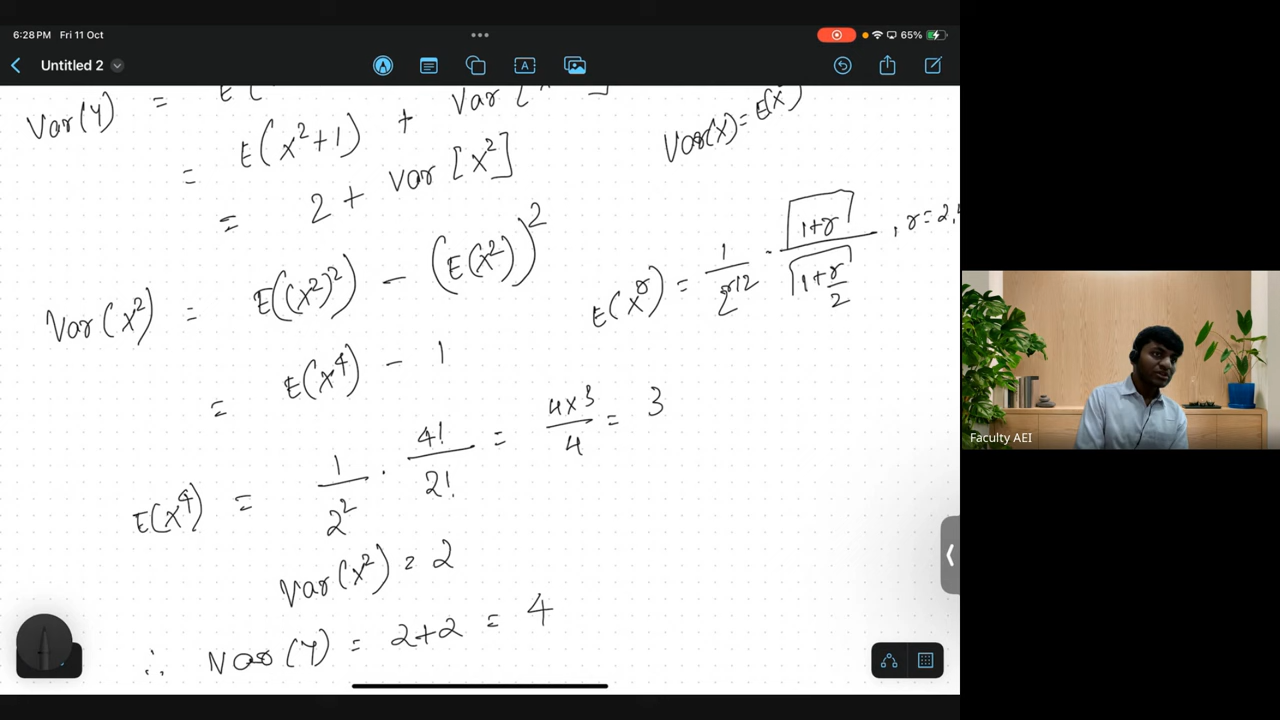 6:28 PM Fri 11 Oct
65%
Untitled 2
Var(Y) = E( Var[
= E(x²+1) +
= 2 + Var[x²]
Var(x) = E(x
Var(x²) = E((x²)²) - (E(x²))²
E(x^r) = 1/2^{r/2} · Γ(1+r) / Γ(1+r/2) , r=2,4
= E(x⁴) - 1
E(x⁴) = 1/2² · 4!/2! = 4x3/4 = 3
Var(x²) = 2
∴ Var(Y) = 2+2 = 4
Faculty AEI